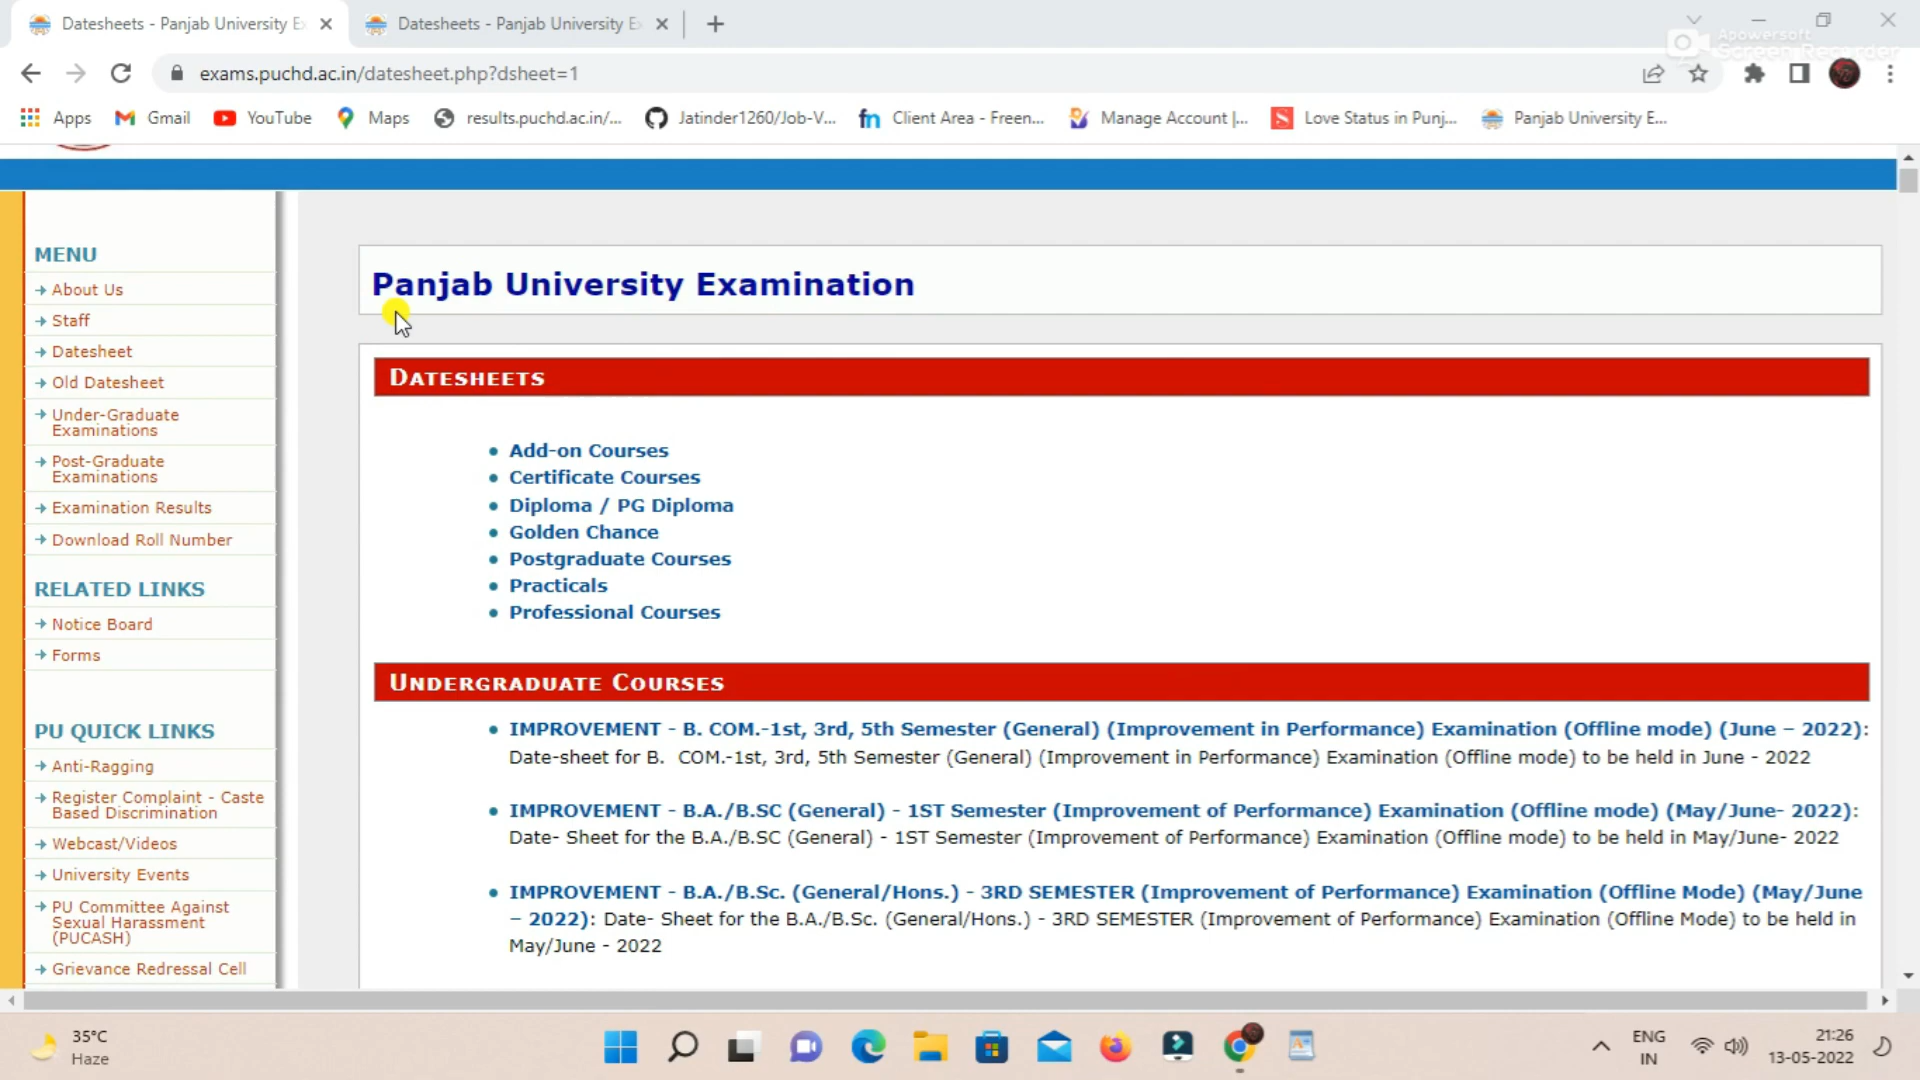 Datesheets - Panjab University E
Datesheets - Panjab University E
Apowersoft
Screen Recorder
exams.puchd.ac.in/datesheet.php?dsheet=1
Apps
Gmail
YouTube
Maps
results.puchd.ac.in/...
Jatinder1260/Job-V...
Client Area - Freen...
Manage Account |...
Love Status in Punj...
Panjab University E...
MENU
About Us
Staff
Datesheet
Old Datesheet
Under-Graduate
Examinations
Post-Graduate
Examinations
Examination Results
Download Roll Number
RELATED LINKS
Notice Board
Forms
PU QUICK LINKS
Anti-Ragging
Register Complaint - Caste
Based Discrimination
Webcast/Videos
University Events
PU Committee Against
Sexual Harassment
(PUCASH)
Grievance Redressal Cell
Panjab University Examination
DATESHEETS
Add-on Courses
Certificate Courses
Diploma / PG Diploma
Golden Chance
Postgraduate Courses
Practicals
Professional Courses
UNDERGRADUATE COURSES
IMPROVEMENT - B. COM.-1st, 3rd, 5th Semester (General) (Improvement in Performance) Examination (Offline mode) (June – 2022):
Date-sheet for B. COM.-1st, 3rd, 5th Semester (General) (Improvement in Performance) Examination (Offline mode) to be held in June - 2022
IMPROVEMENT - B.A./B.SC (General) - 1ST Semester (Improvement of Performance) Examination (Offline mode) (May/June- 2022):
Date- Sheet for the B.A./B.SC (General) - 1ST Semester (Improvement of Performance) Examination (Offline mode) to be held in May/June- 2022
IMPROVEMENT - B.A./B.Sc. (General/Hons.) - 3RD SEMESTER (Improvement of Performance) Examination (Offline Mode) (May/June
– 2022): Date- Sheet for the B.A./B.Sc. (General/Hons.) - 3RD SEMESTER (Improvement of Performance) Examination (Offline Mode) to be held in
May/June - 2022
35°C
Haze
ENG
IN
21:26
13-05-2022